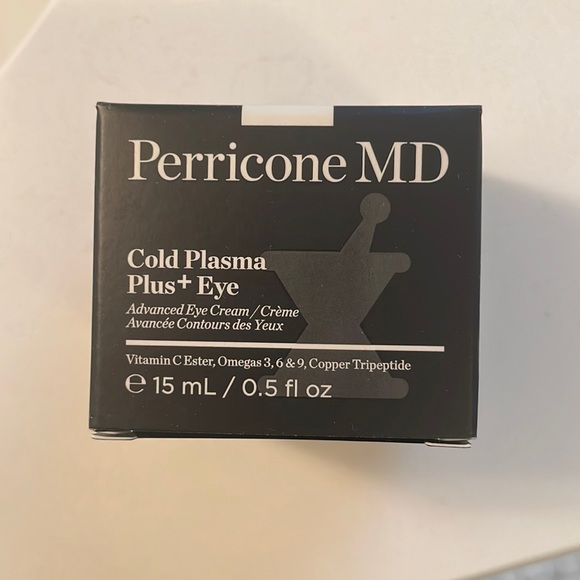 Perricone MD
Cold Plasma
Plus+ Eye
Advanced Eye Cream / Crème
Avancée Contours des Yeux
Vitamin C Ester, Omegas 3, 6 & 9, Copper Tripeptide
℮ 15 mL / 0.5 fl oz